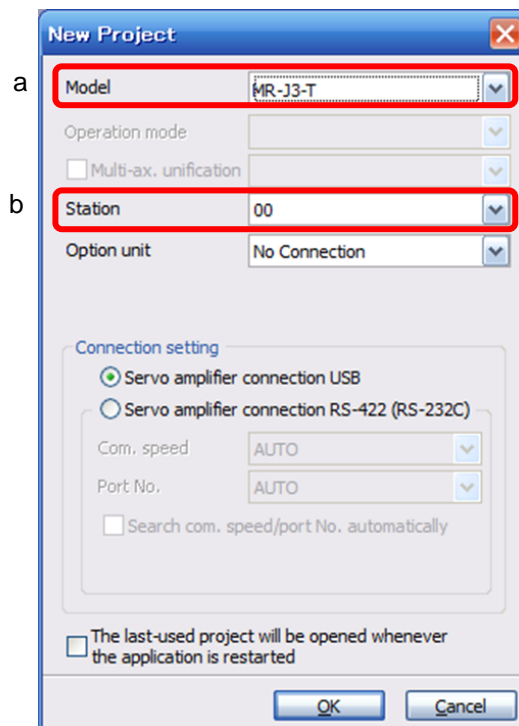 New Project
a
Model
MR-J3-T
Operation mode
Multi-ax. unification
b
Station
00
Option unit
No Connection
Connection setting
Servo amplifier connection USB
Servo amplifier connection RS-422 (RS-232C)
Com. speed
AUTO
Port No.
AUTO
Search com. speed/port No. automatically
The last-used project will be opened whenever
the application is restarted
OK
Cancel